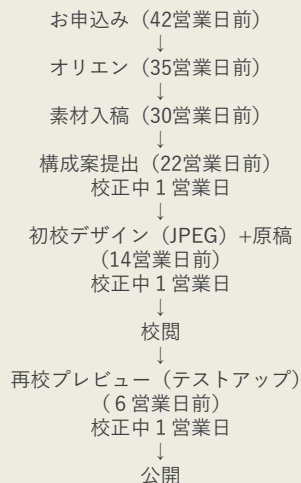 お申込み（42営業日前）
↓
オリエン（35営業日前）
↓
素材入稿（30営業日前）
↓
構成案提出（22営業日前）
校正中１営業日
↓
初校デザイン（JPEG）+原稿
（14営業日前）
校正中１営業日
↓
校閲
↓
再校プレビュー（テストアップ）
（６営業日前）
校正中１営業日
↓
公開